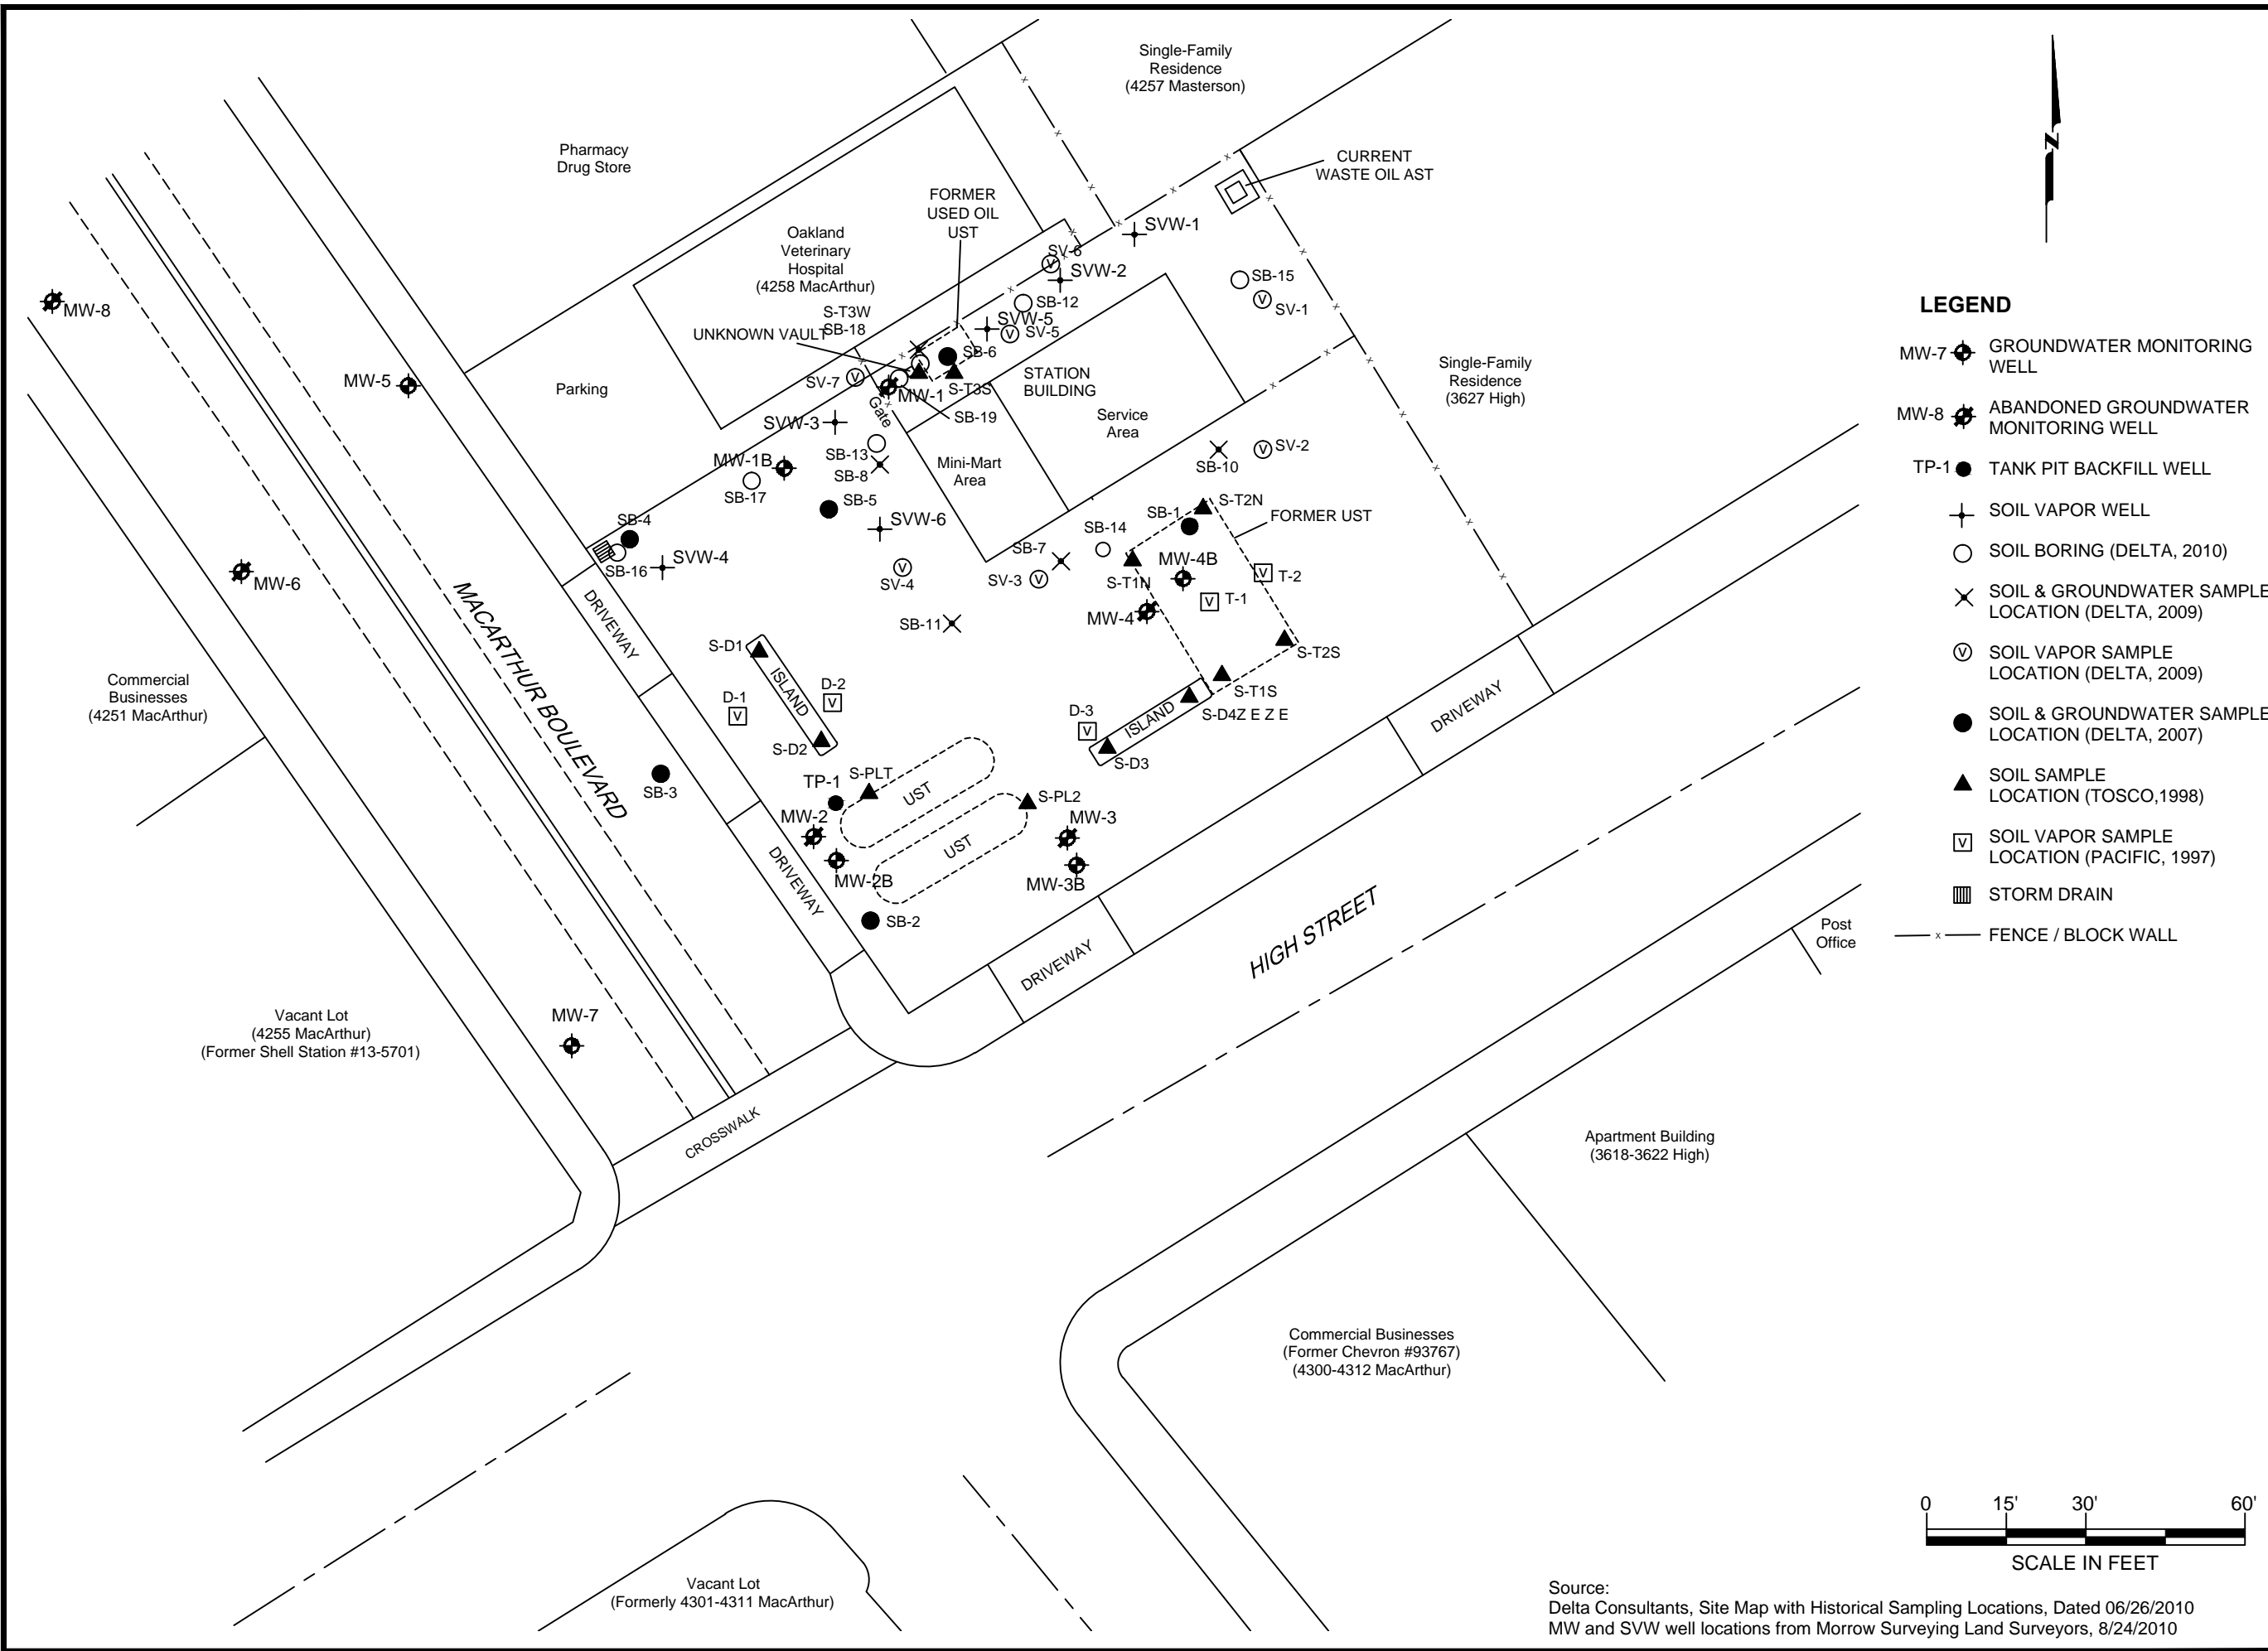 Single-Family
Residence
(4257 Masterson)
Pharmacy
Drug Store
CURRENT
WASTE OIL AST
N
FORMER
USED OIL
UST
Oakland
Veterinary
Hospital
(4258 MacArthur)
SVW-1
SV-6
SVW-2
SB-15
SV-1
SB-12
SVW-5
SV-5
S-T3W
SB-18
UNKNOWN VAULT
SB-6
SV-7
S-T3S
MW-1
SB-19
Gate
STATION
BUILDING
Service
Area
Mini-Mart
Area
Single-Family
Residence
(3627 High)
MW-8
MW-5
Parking
SVW-3
SB-13
SB-8
MW-1B
SB-17
SB-5
SVW-6
SB-10
SV-2
SB-4
SB-16
SVW-4
SV-4
SB-7
SV-3
SB-14
SB-1
S-T2N
FORMER UST
MW-4B
S-T1N
T-2
T-1
MW-4
SB-11
S-T2S
S-T1S
S-D4Z E Z E
MW-6
MACARTHUR BOULEVARD
DRIVEWAY
S-D1
ISLAND
D-1
D-2
S-D2
D-3
ISLAND
S-D3
DRIVEWAY
Commercial
Businesses
(4251 MacArthur)
SB-3
TP-1
S-PLT
UST
S-PL2
MW-2
UST
MW-3
MW-2B
MW-3B
DRIVEWAY
SB-2
DRIVEWAY
HIGH STREET
Post
Office
Vacant Lot
(4255 MacArthur)
(Former Shell Station #13-5701)
MW-7
CROSSWALK
Apartment Building
(3618-3622 High)
Commercial Businesses
(Former Chevron #93767)
(4300-4312 MacArthur)
Vacant Lot
(Formerly 4301-4311 MacArthur)
LEGEND
MW-7 GROUNDWATER MONITORING
WELL
MW-8 ABANDONED GROUNDWATER
MONITORING WELL
TP-1 TANK PIT BACKFILL WELL
SOIL VAPOR WELL
SOIL BORING (DELTA, 2010)
SOIL & GROUNDWATER SAMPLE
LOCATION (DELTA, 2009)
V SOIL VAPOR SAMPLE
LOCATION (DELTA, 2009)
SOIL & GROUNDWATER SAMPLE
LOCATION (DELTA, 2007)
SOIL SAMPLE
LOCATION (TOSCO,1998)
V SOIL VAPOR SAMPLE
LOCATION (PACIFIC, 1997)
STORM DRAIN
x FENCE / BLOCK WALL
0 15' 30' 60'
SCALE IN FEET
Source:
Delta Consultants, Site Map with Historical Sampling Locations, Dated 06/26/2010
MW and SVW well locations from Morrow Surveying Land Surveyors, 8/24/2010